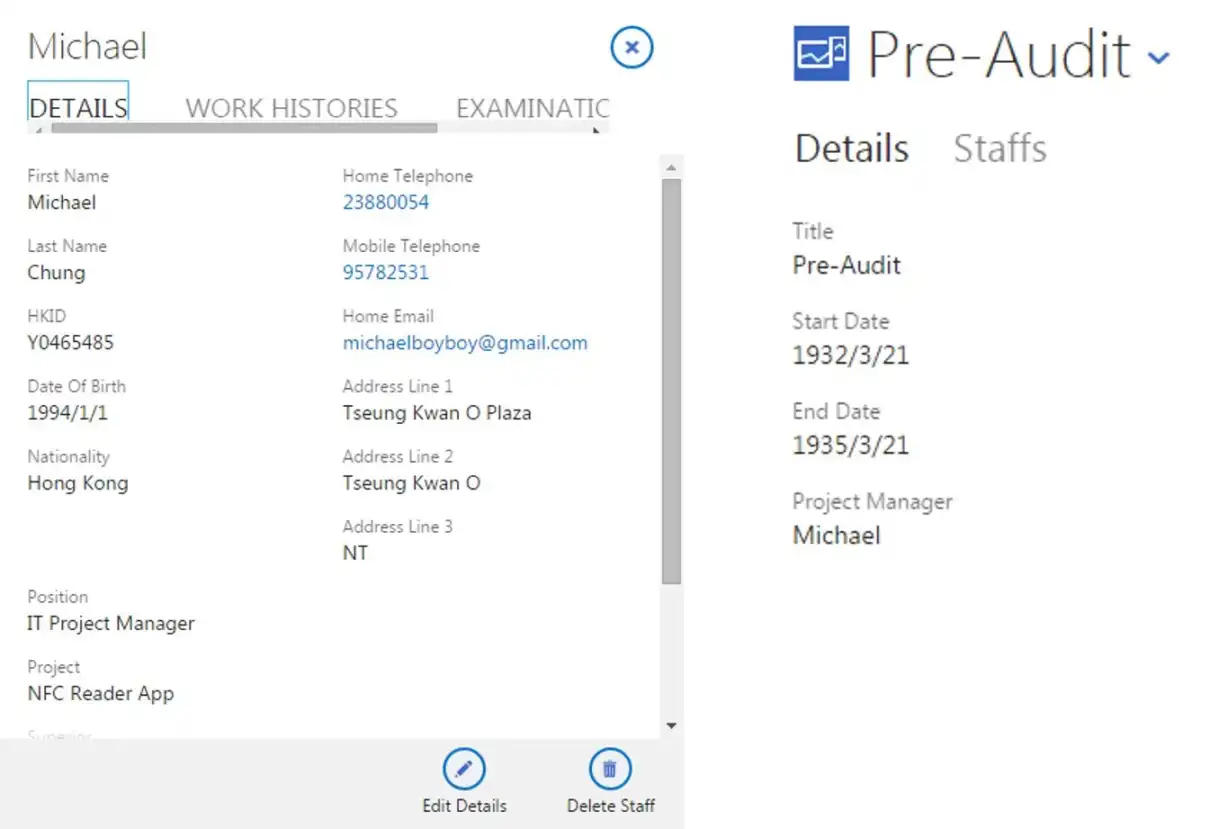 Michael
DETAILS
WORK HISTORIES
EXAMINATIC
First Name
Michael
Last Name
Chung
HKID
Y0465485
Date Of Birth
1994/1/1
Nationality
Hong Kong
Home Telephone
23880054
Mobile Telephone
95782531
Home Email
michaelboyboy@gmail.com
Address Line 1
Tseung Kwan O Plaza
Address Line 2
Tseung Kwan O
Address Line 3
NT
Position
IT Project Manager
Project
NFC Reader App
Superior
Edit Details
Delete Staff
Pre-Audit
Details
Staffs
Title
Pre-Audit
Start Date
1932/3/21
End Date
1935/3/21
Project Manager
Michael